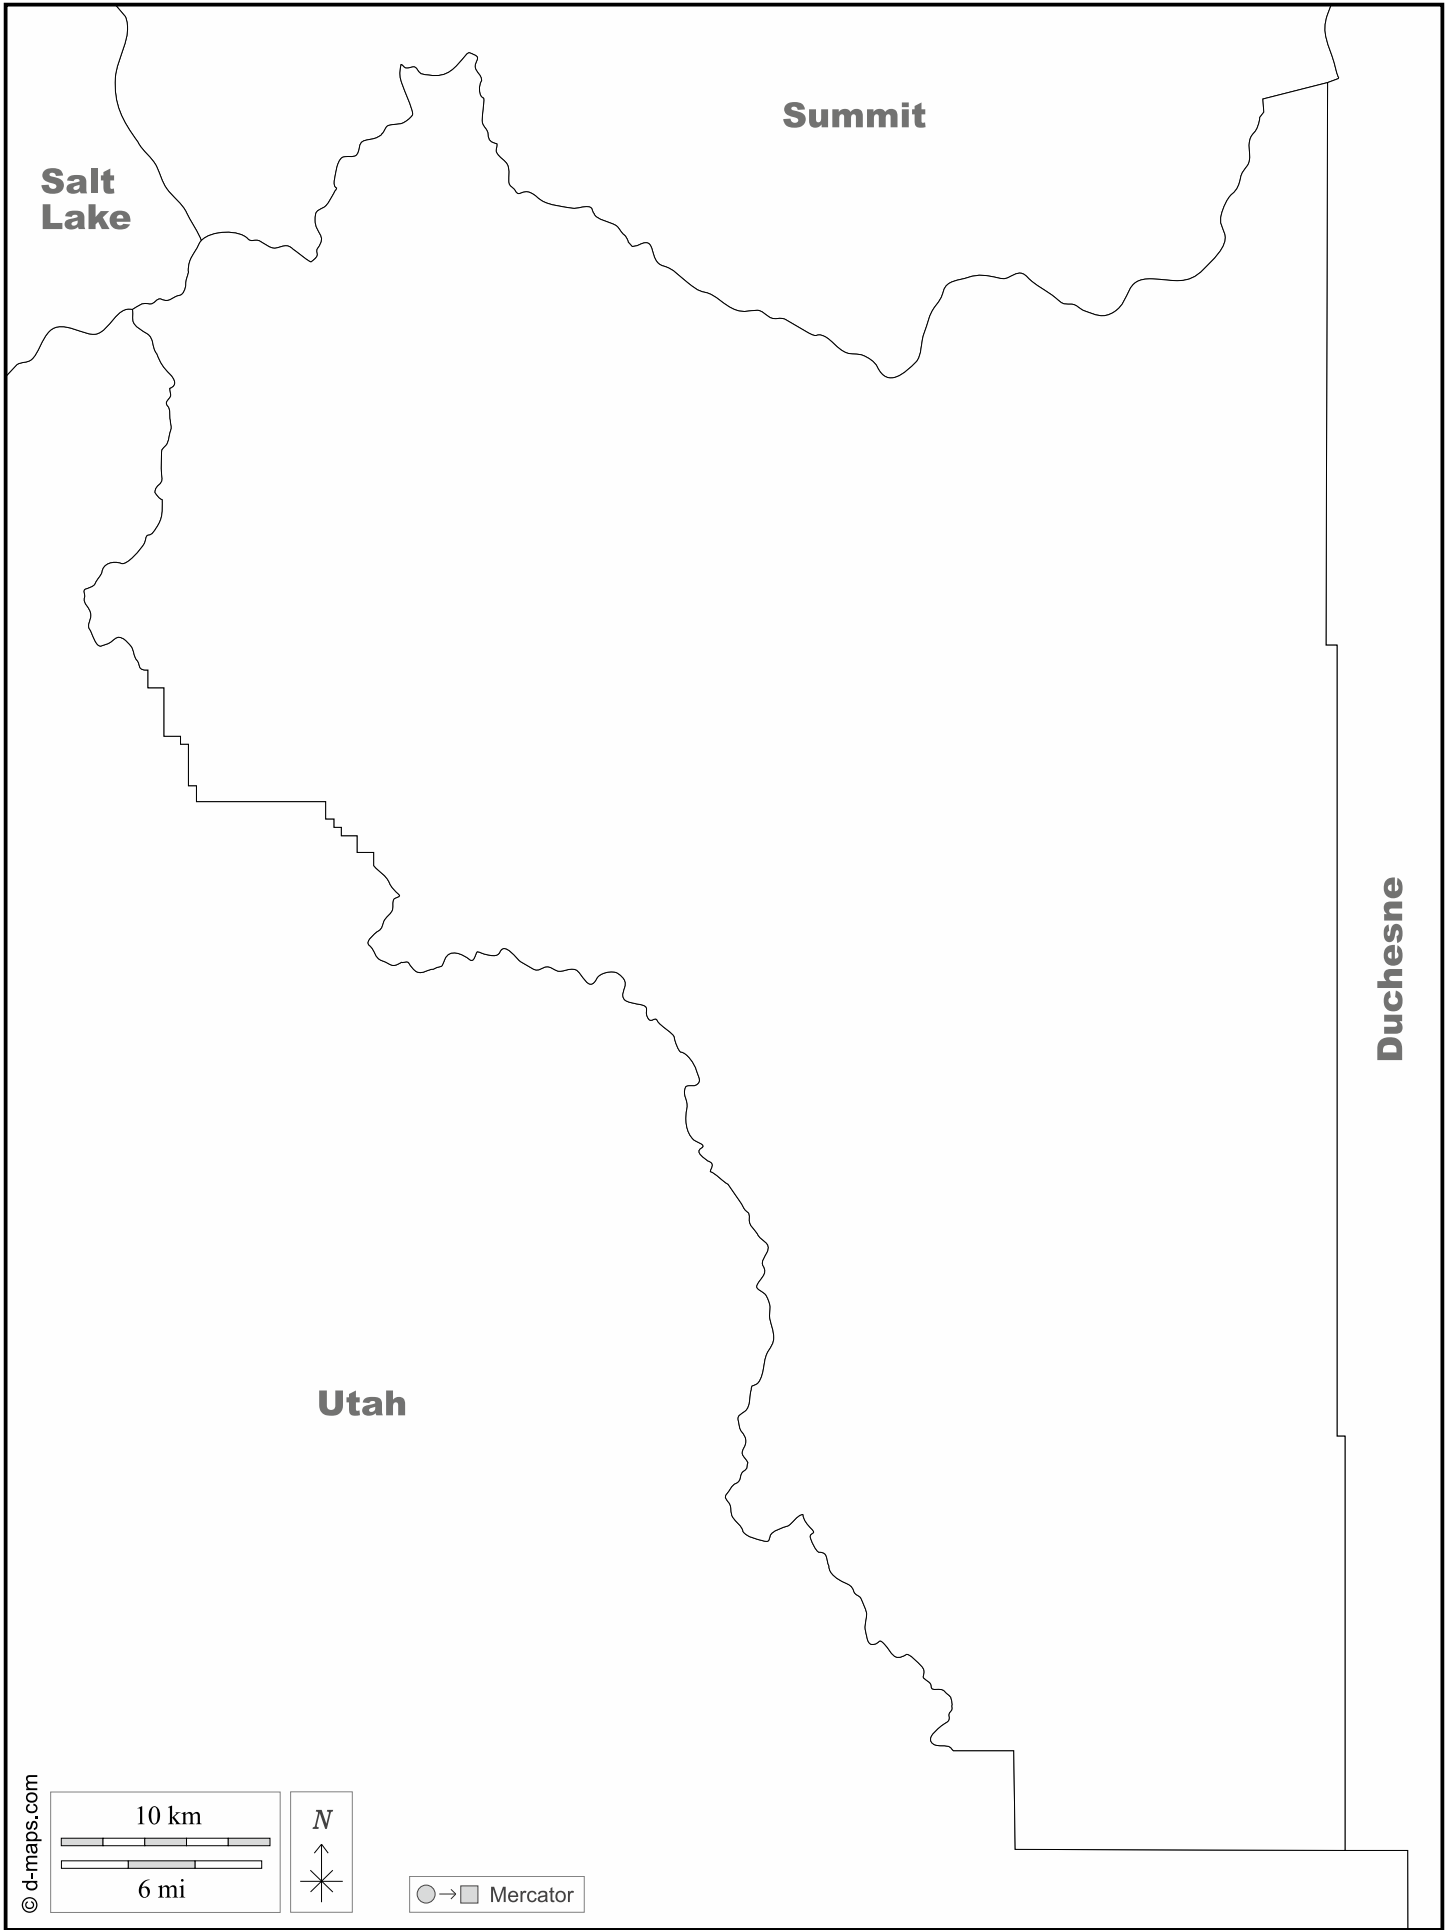 Summit
Salt
Lake
Duchesne
Utah
© d-maps.com
10 km
6 mi
N
Mercator